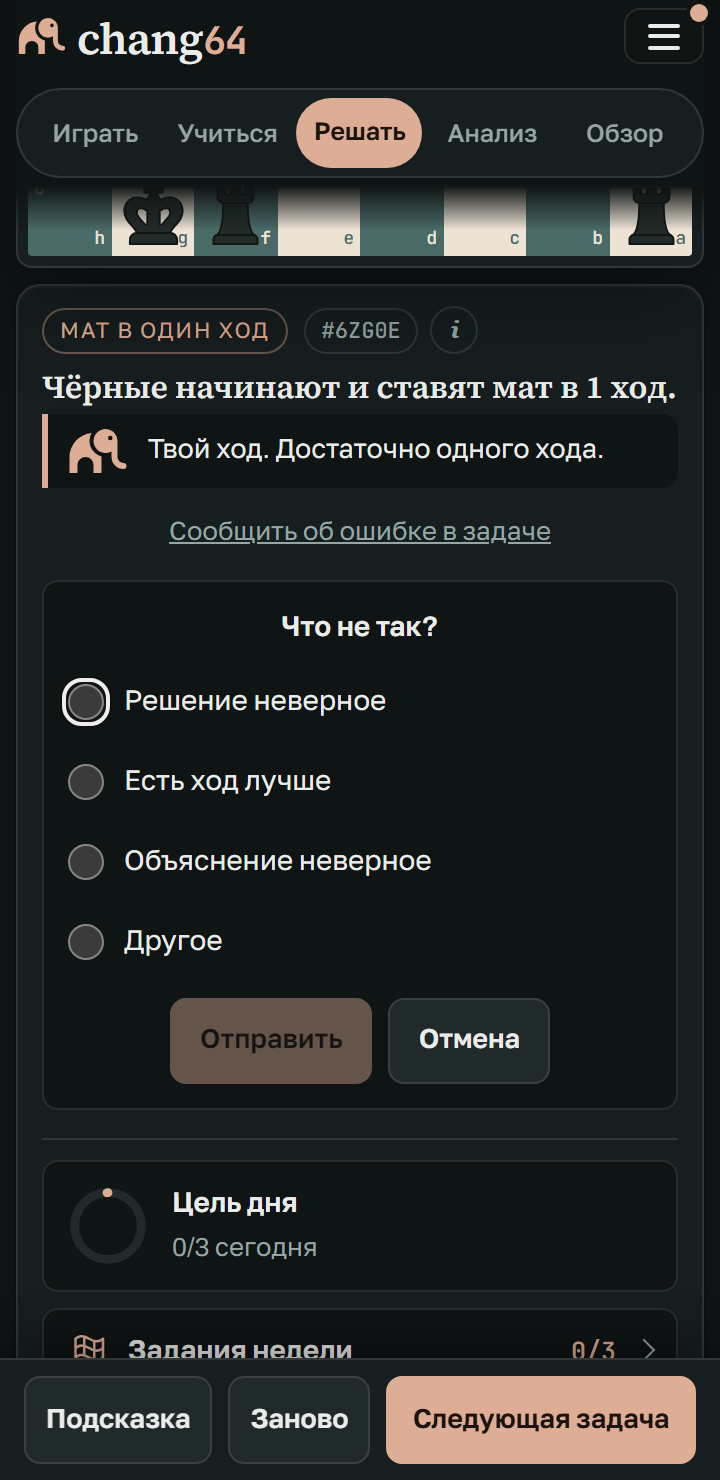 chang64
Играть Учиться Решать Анализ Обзор
h g f e d c b a
МАТ В ОДИН ХОД #6ZG0E i
Чёрные начинают и ставят мат в 1 ход.
Твой ход. Достаточно одного хода.
Сообщить об ошибке в задаче
Что не так?
Решение неверное
Есть ход лучше
Объяснение неверное
Другое
Отправить Отмена
Цель дня
0/3 сегодня
Задания недели 0/3
Подсказка Заново Следующая задача